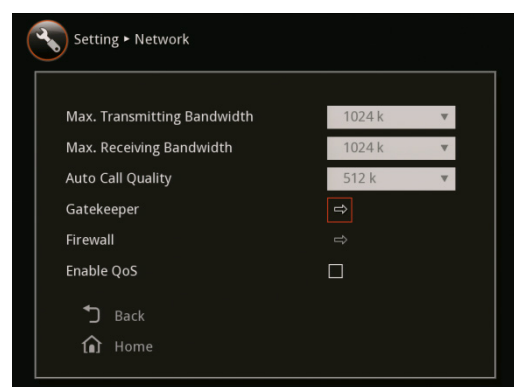 Setting ▸ Network
Max. Transmitting Bandwidth 1024 k
Max. Receiving Bandwidth 1024 k
Auto Call Quality 512 k
Gatekeeper
Firewall
Enable QoS
Back
Home